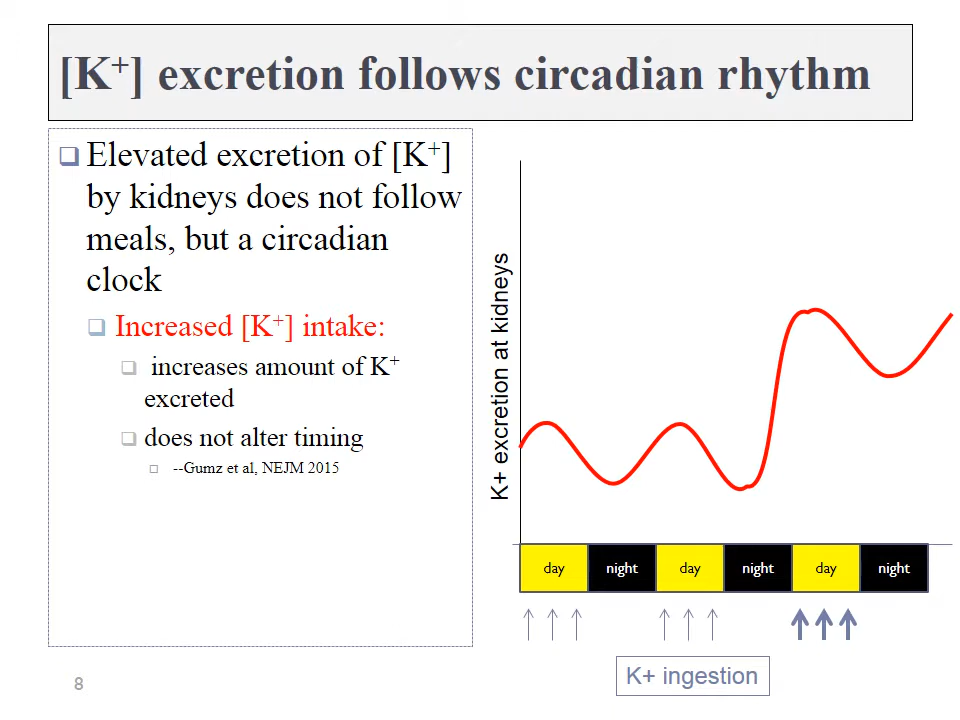 [K+] excretion follows circadian rhythm
Elevated excretion of [K+]
by kidneys does not follow
meals, but a circadian
clock
Increased [K+] intake:
increases amount of K+
excreted
does not alter timing
--Gumz et al, NEJM 2015
K+ excretion at kidneys
day night day night day night
K+ ingestion
8